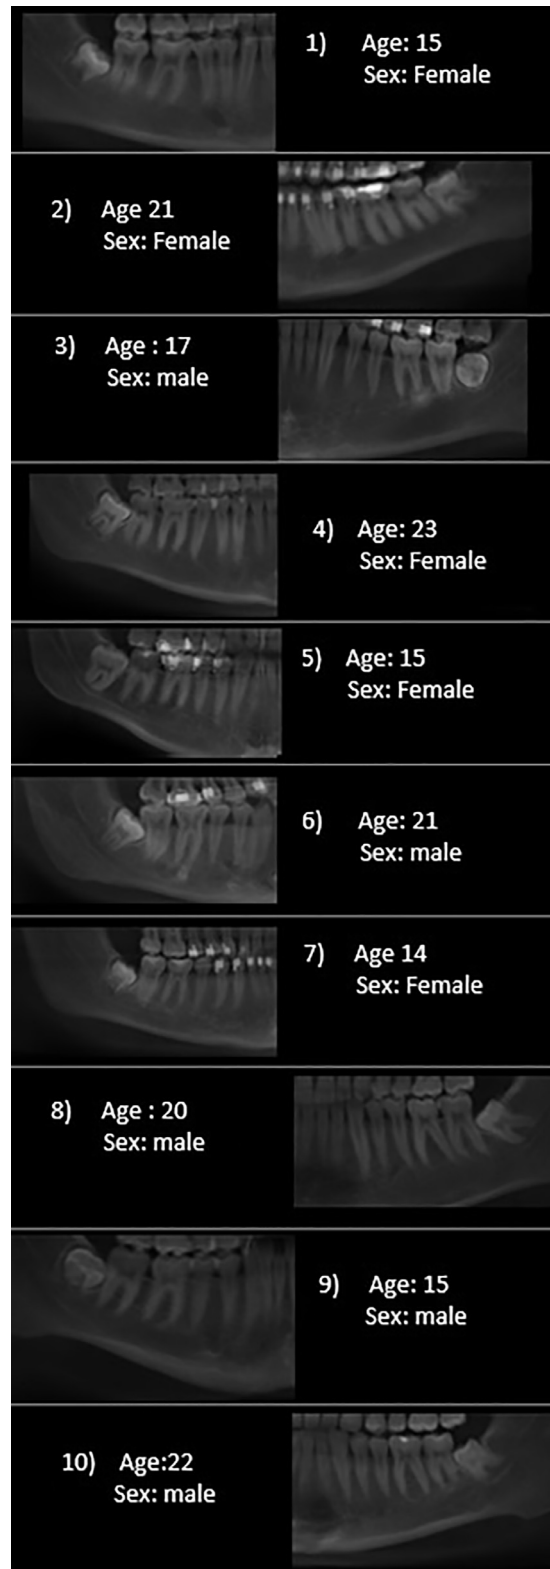 1) Age: 15
Sex: Female
2) Age 21
Sex: Female
3) Age : 17
Sex: male
4) Age: 23
Sex: Female
5) Age: 15
Sex: Female
6) Age: 21
Sex: male
7) Age 14
Sex: Female
8) Age : 20
Sex: male
9) Age: 15
Sex: male
10) Age:22
Sex: male